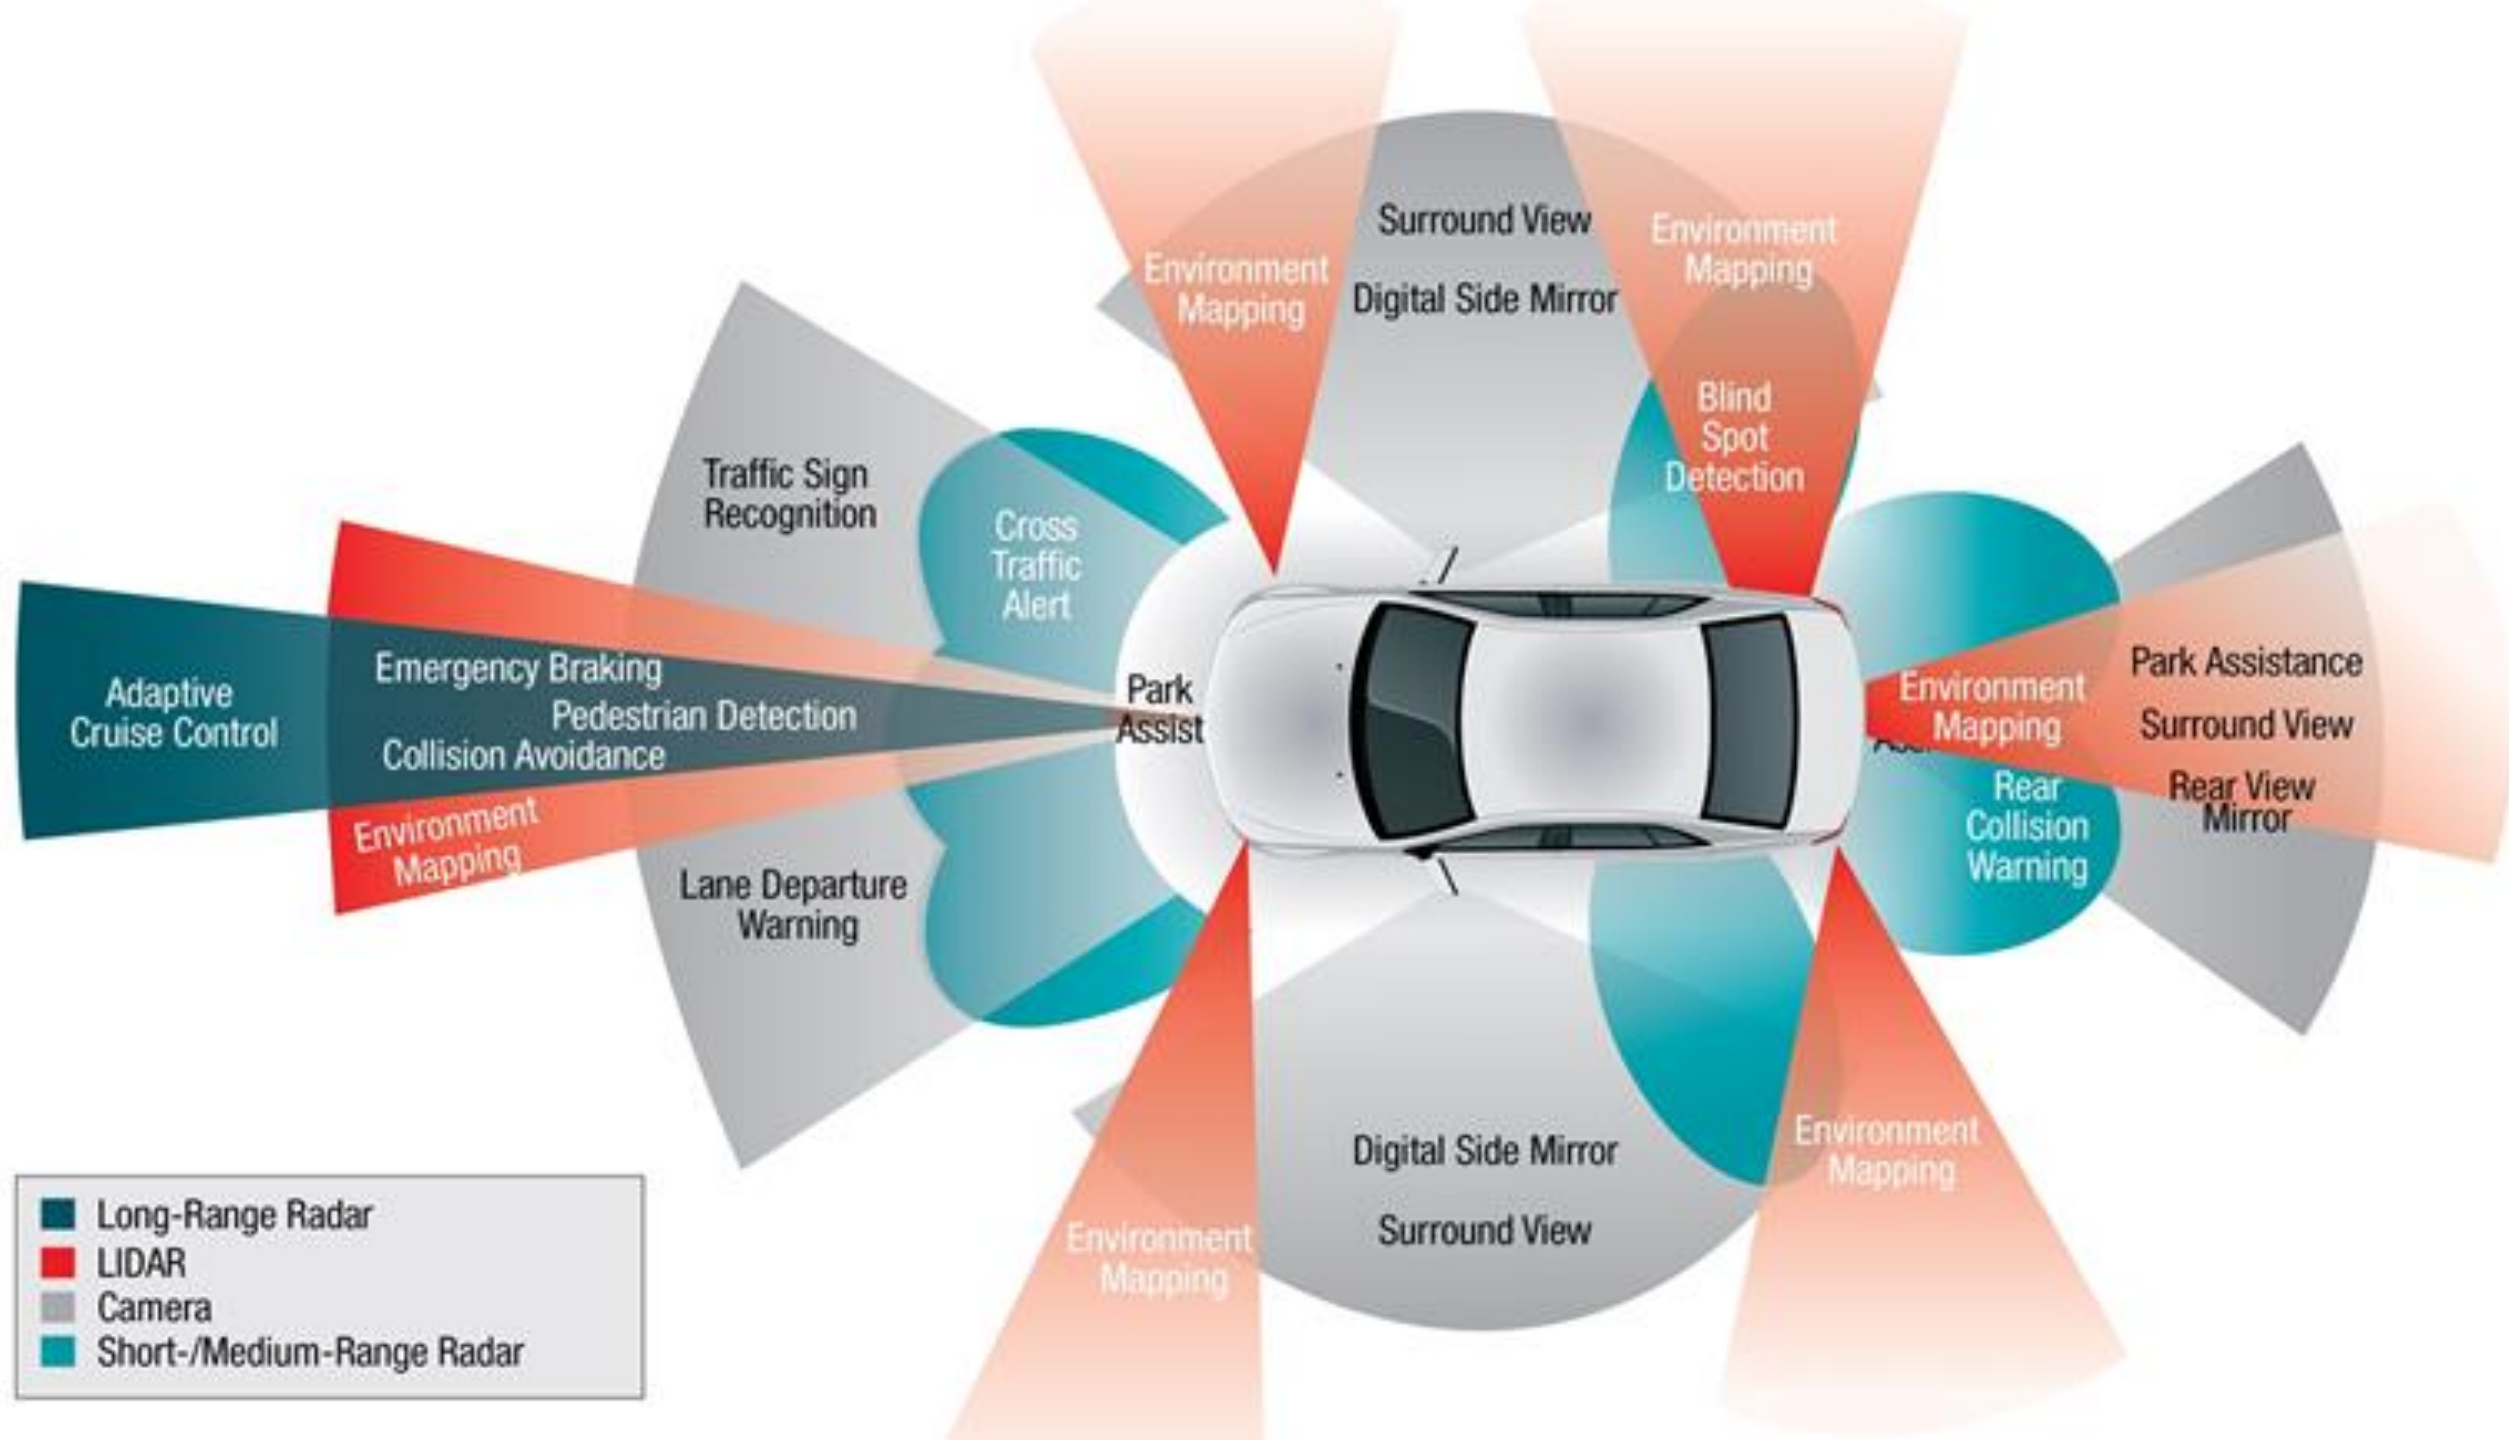 Surround View
Digital Side Mirror
Environment
Mapping
Environment
Mapping
Blind
Spot
Detection
Traffic Sign
Recognition
Cross
Traffic
Alert
Adaptive
Cruise Control
Emergency Braking
Pedestrian Detection
Collision Avoidance
Environment
Mapping
Lane Departure
Warning
Park
Assist
Environment
Mapping
Park Assistance
Surround View
Rear View
Mirror
Rear
Collision
Warning
Digital Side Mirror
Surround View
Environment
Mapping
Environment
Mapping
Long-Range Radar
LIDAR
Camera
Short-/Medium-Range Radar